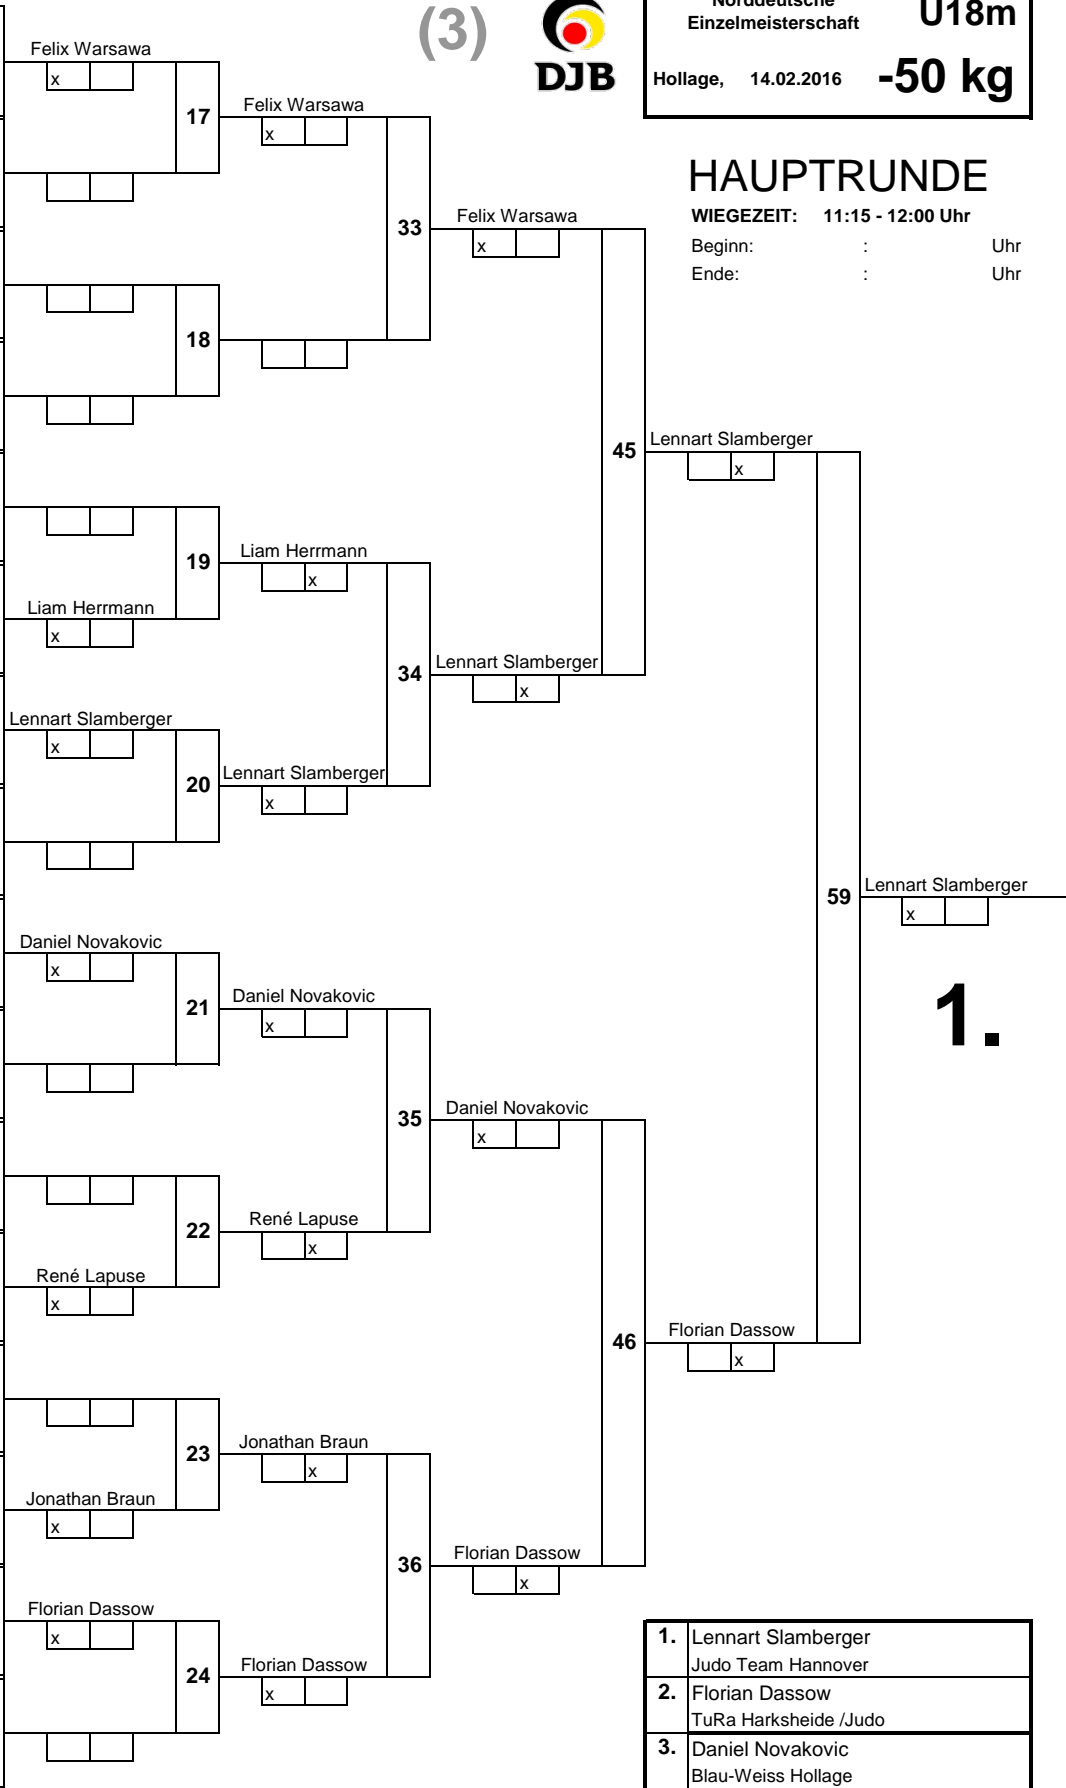 Norddeutsche
Einzelmeisterschaft
U18m
(3)
DJB
Hollage, 14.02.2016 -50 kg
HAUPTRUNDE
WIEGEZEIT: 11:15 - 12:00 Uhr
Beginn: : Uhr
Ende: : Uhr
Felix Warsawa
x
17
Felix Warsawa
x
33
Felix Warsawa
x
18
45
Lennart Slamberger
x
19
Liam Herrmann
x
Liam Herrmann
x
34
Lennart Slamberger
x
Lennart Slamberger
x
20
Lennart Slamberger
x
59
Lennart Slamberger
x
1.
Daniel Novakovic
x
21
Daniel Novakovic
x
35
Daniel Novakovic
x
22
René Lapuse
x
René Lapuse
x
46
Florian Dassow
x
23
Jonathan Braun
x
Jonathan Braun
x
36
Florian Dassow
x
Florian Dassow
x
24
Florian Dassow
x
1. Lennart Slamberger
Judo Team Hannover
2. Florian Dassow
TuRa Harksheide /Judo
3. Daniel Novakovic
Blau-Weiss Hollage